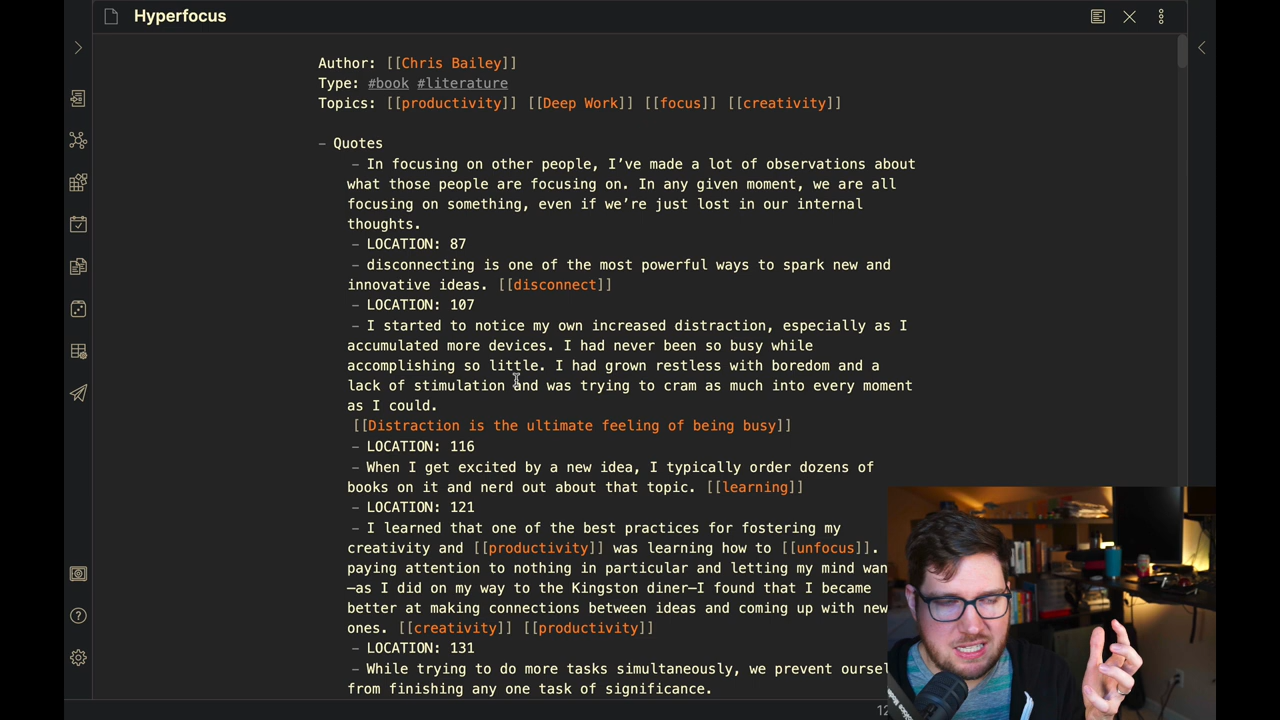 Hyperfocus
Author: [[Chris Bailey]]
Type: #book #literature
Topics: [[productivity]] [[Deep Work]] [[focus]] [[creativity]]
– Quotes
– In focusing on other people, I’ve made a lot of observations about
what those people are focusing on. In any given moment, we are all
focusing on something, even if we’re just lost in our internal
thoughts.
– LOCATION: 87
– disconnecting is one of the most powerful ways to spark new and
innovative ideas. [[disconnect]]
– LOCATION: 107
– I started to notice my own increased distraction, especially as I
accumulated more devices. I had never been so busy while
accomplishing so little. I had grown restless with boredom and a
lack of stimulation and was trying to cram as much into every moment
as I could.
[[Distraction is the ultimate feeling of being busy]]
– LOCATION: 116
– When I get excited by a new idea, I typically order dozens of
books on it and nerd out about that topic. [[learning]]
– LOCATION: 121
– I learned that one of the best practices for fostering my
creativity and [[productivity]] was learning how to [[unfocus]].
paying attention to nothing in particular and letting my mind
—as I did on my way to the Kingston diner—I found that I became
better at making connections between ideas and coming up with new
ones. [[creativity]] [[productivity]]
– LOCATION: 131
– While trying to do more tasks simultaneously, we prevent
from finishing any one task of significance.